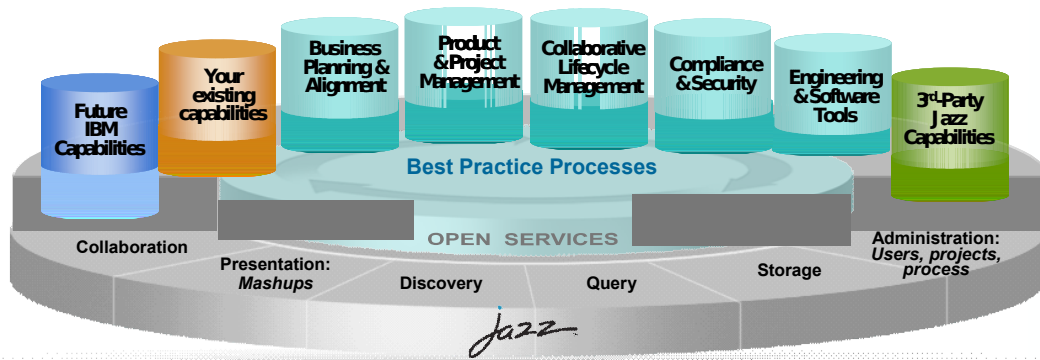 Future
IBM
Capabilities
Your
existing
capabilities
Business
Planning &
Alignment
Product
& Project
Management
Collaborative
Lifecycle
Management
Compliance
& Security
Engineering
& Software
Tools
3rd-Party
Jazz
Capabilities
Best Practice Processes
OPEN SERVICES
Collaboration
Presentation:
Mashups
Discovery
Query
Storage
Administration:
Users, projects,
process
jazz